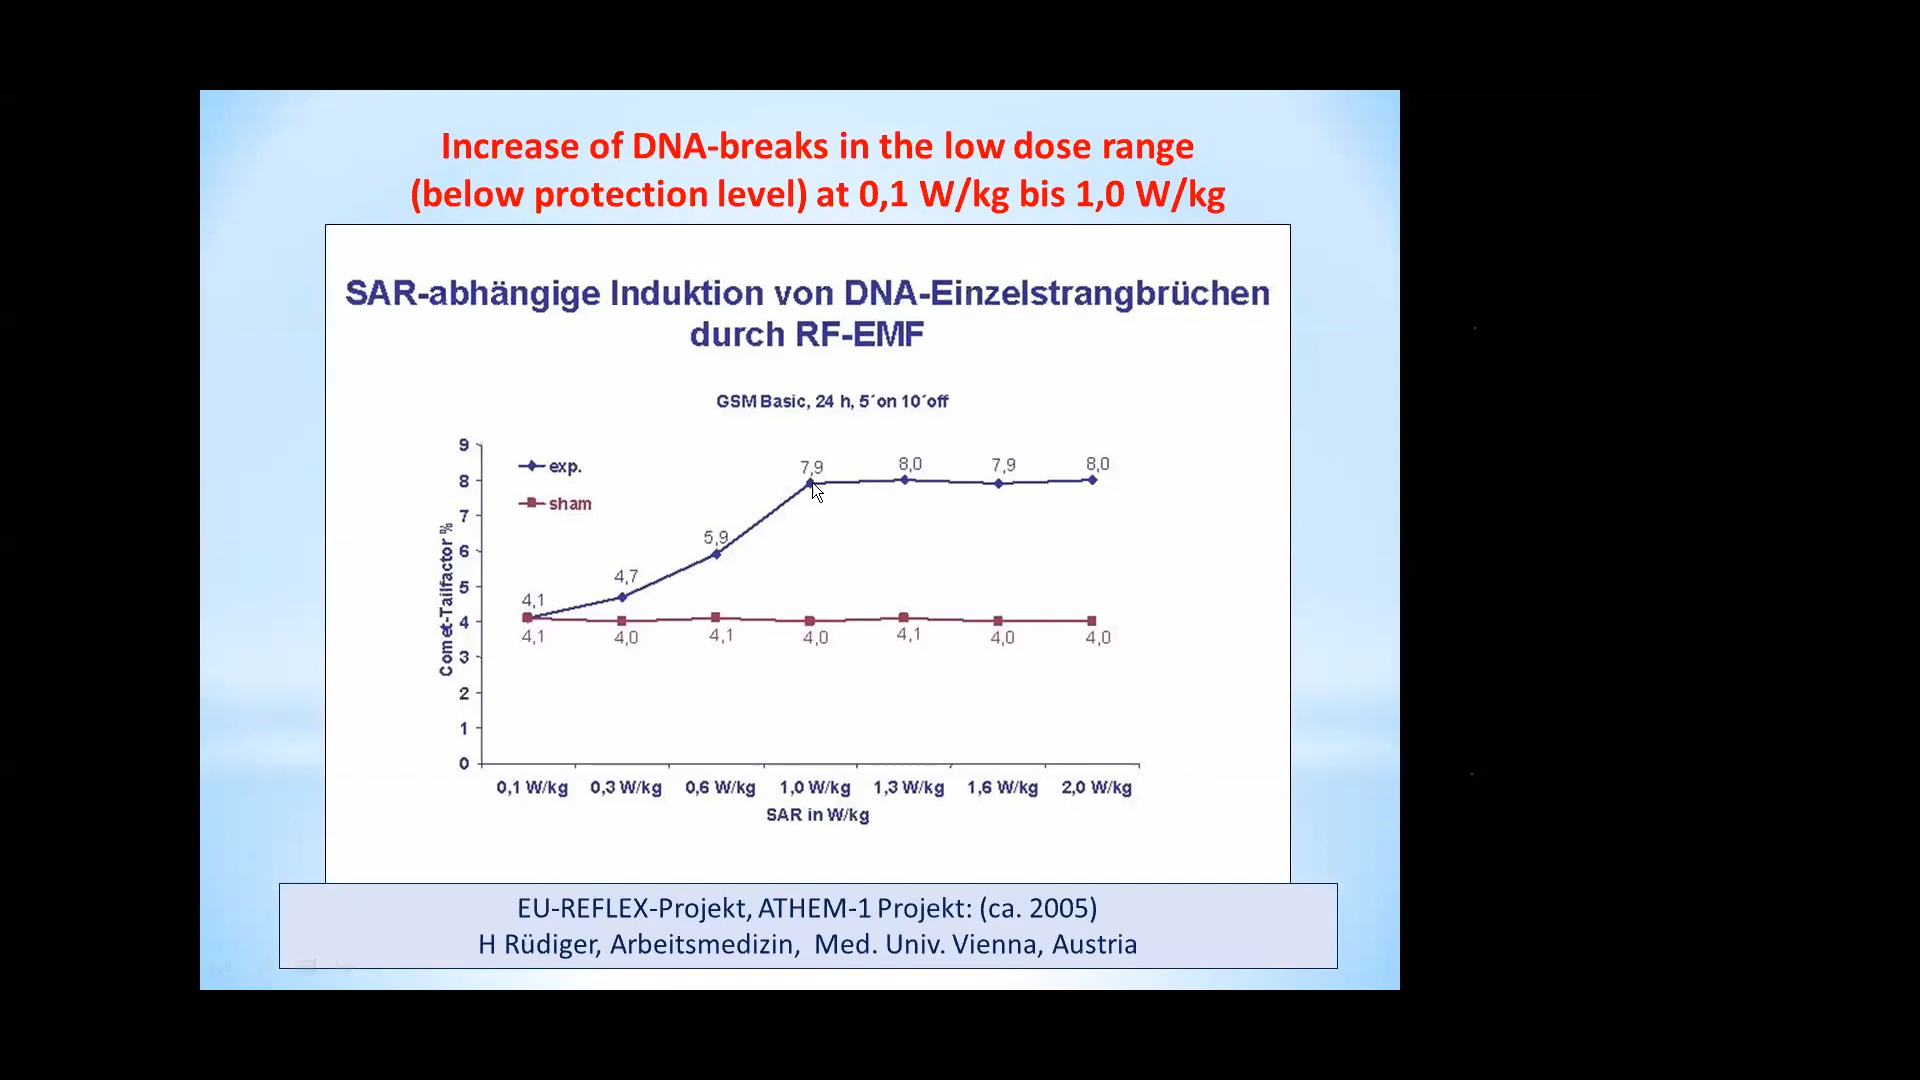 Increase of DNA-breaks in the low dose range
(below protection level) at 0,1 W/kg bis 1,0 W/kg
SAR-abhängige Induktion von DNA-Einzelstrangbrüchen
durch RF-EMF
GSM Basic, 24 h, 5´on 10´off
9
8
7
6
5
4
3
2
1
0
Comet-Tailfactor %
exp.
sham
4,1
4,7
5,9
7,9
8,0
7,9
8,0
4,1
4,0
4,1
4,0
4,1
4,0
4,0
0,1 W/kg 0,3 W/kg 0,6 W/kg 1,0 W/kg 1,3 W/kg 1,6 W/kg 2,0 W/kg
SAR in W/kg
EU-REFLEX-Projekt, ATHEM-1 Projekt: (ca. 2005)
H Rüdiger, Arbeitsmedizin, Med. Univ. Vienna, Austria